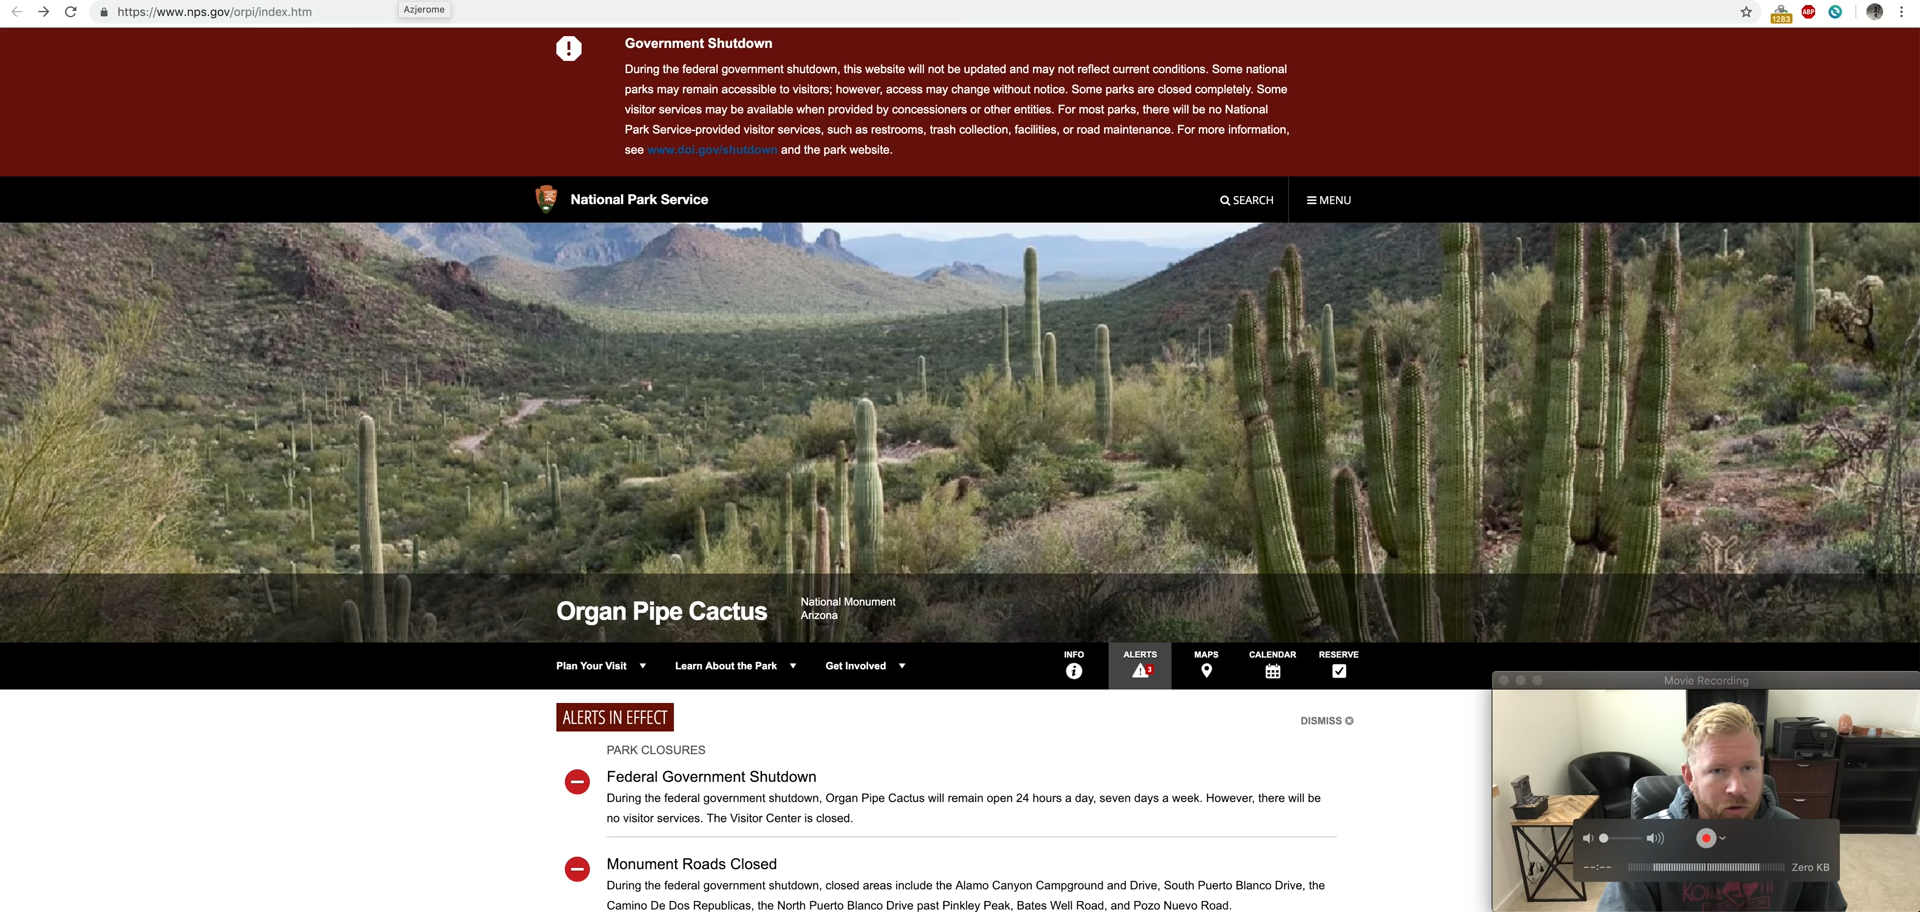 https://www.nps.gov/orpi/index.htm
Azjerome
1283
ABP
Government Shutdown
During the federal government shutdown, this website will not be updated and may not reflect current conditions. Some national
parks may remain accessible to visitors; however, access may change without notice. Some parks are closed completely. Some
visitor services may be available when provided by concessioners or other entities. For most parks, there will be no National
Park Service-provided visitor services, such as restrooms, trash collection, facilities, or road maintenance. For more information,
see www.doi.gov/shutdown and the park website.
National Park Service
SEARCH
MENU
Organ Pipe Cactus
National Monument
Arizona
Plan Your Visit
Learn About the Park
Get Involved
INFO
ALERTS
3
MAPS
CALENDAR
RESERVE
ALERTS IN EFFECT
DISMISS
PARK CLOSURES
Federal Government Shutdown
During the federal government shutdown, Organ Pipe Cactus will remain open 24 hours a day, seven days a week. However, there will be
no visitor services. The Visitor Center is closed.
Monument Roads Closed
During the federal government shutdown, closed areas include the Alamo Canyon Campground and Drive, South Puerto Blanco Drive, the
Camino De Dos Republicas, the North Puerto Blanco Drive past Pinkley Peak, Bates Well Road, and Pozo Nuevo Road.
Movie Recording
--:--
Zero KB